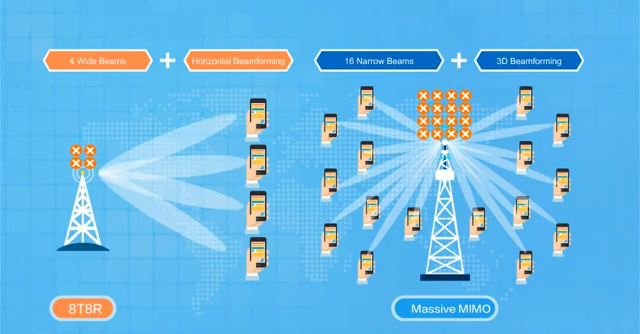 4 Wide Beams
+
Horizontal Beamforming
16 Narrow Beams
+
3D Beamforming
8T8R
Massive MIMO